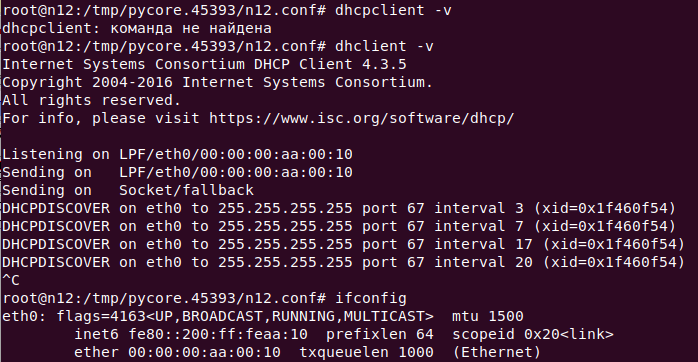 root@n12:/tmp/pycore.45393/n12.conf# dhcpclient -v
dhcpclient: команда не найдена
root@n12:/tmp/pycore.45393/n12.conf# dhclient -v
Internet Systems Consortium DHCP Client 4.3.5
Copyright 2004-2016 Internet Systems Consortium.
All rights reserved.
For info, please visit https://www.isc.org/software/dhcp/

Listening on LPF/eth0/00:00:00:aa:00:10
Sending on   LPF/eth0/00:00:00:aa:00:10
Sending on   Socket/fallback
DHCPDISCOVER on eth0 to 255.255.255.255 port 67 interval 3 (xid=0x1f460f54)
DHCPDISCOVER on eth0 to 255.255.255.255 port 67 interval 7 (xid=0x1f460f54)
DHCPDISCOVER on eth0 to 255.255.255.255 port 67 interval 17 (xid=0x1f460f54)
DHCPDISCOVER on eth0 to 255.255.255.255 port 67 interval 20 (xid=0x1f460f54)
^C
root@n12:/tmp/pycore.45393/n12.conf# ifconfig
eth0: flags=4163<UP,BROADCAST,RUNNING,MULTICAST>  mtu 1500
        inet6 fe80::200:ff:feaa:10  prefixlen 64  scopeid 0x20<link>
        ether 00:00:00:aa:00:10  txqueuelen 1000  (Ethernet)